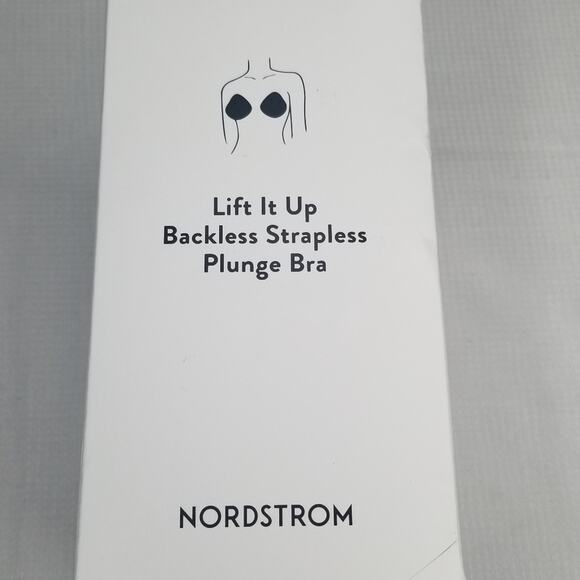 Lift It Up
Backless Strapless
Plunge Bra
NORDSTROM